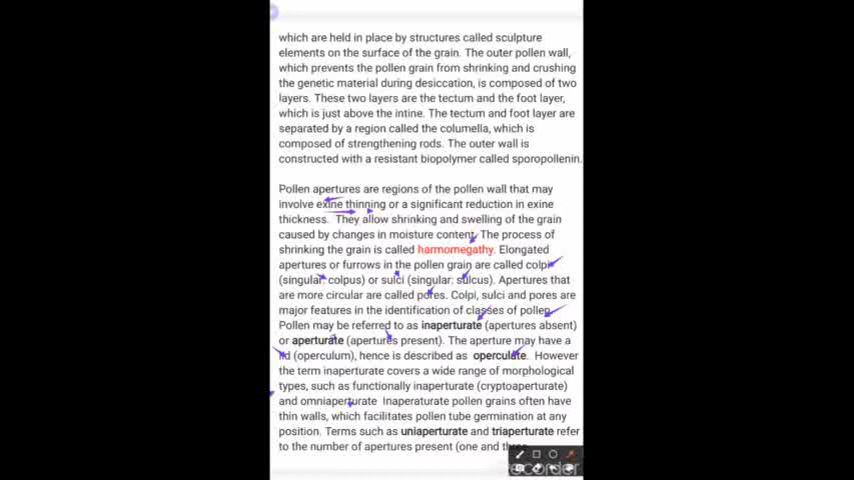 which are held in place by structures called sculpture
elements on the surface of the grain. The outer pollen wall,
which prevents the pollen grain from shrinking and crushing
the genetic material during desiccation, is composed of two
layers. These two layers are the tectum and the foot layer,
which is just above the intine. The tectum and foot layer are
separated by a region called the columella, which is
composed of strengthening rods. The outer wall is
constructed with a resistant biopolymer called sporopollenin.
Pollen apertures are regions of the pollen wall that may
involve exine thinning or a significant reduction in exine
thickness. They allow shrinking and swelling of the grain
caused by changes in moisture content. The process of
shrinking the grain is called harmomegathy. Elongated
apertures or furrows in the pollen grain are called colpi
(singular: colpus) or sulci (singular: sulcus). Apertures that
are more circular are called pores. Colpi, sulci and pores are
major features in the identification of classes of pollen.
Pollen may be referred to as inaperturate (apertures absent)
or aperturate (apertures present). The aperture may have a
lid (operculum), hence is described as operculate. However
the term inaperturate covers a wide range of morphological
types, such as functionally inaperturate (cryptoaperturate)
and omniaperturate Inaperaturate pollen grains often have
thin walls, which facilitates pollen tube germination at any
position. Terms such as uniaperturate and triaperturate refer
to the number of apertures present (one and three
recorder